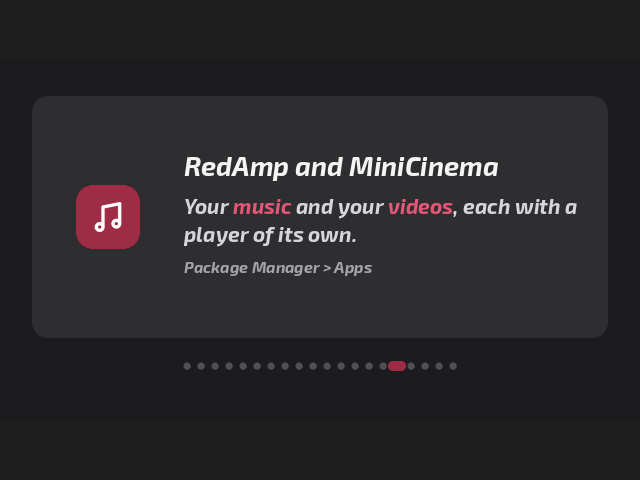 RedAmp and MiniCinema
Your music and your videos, each with a
player of its own.
Package Manager > Apps